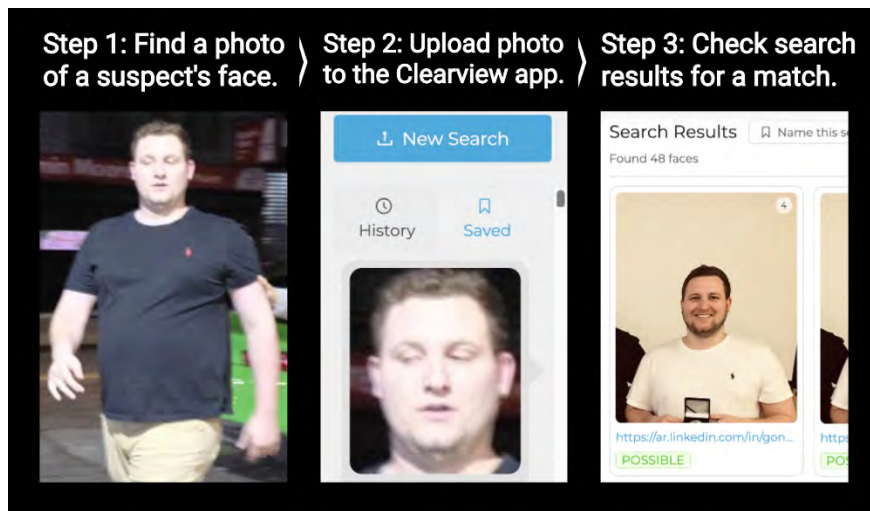 Step 1: Find a photo
of a suspect's face.
Step 2: Upload photo
to the Clearview app.
Step 3: Check search
results for a match.
New Search
History
Saved
Search Results
Name this
Found 48 faces
4
https://ar.linkedin.com/in/gon...
POSSIBLE